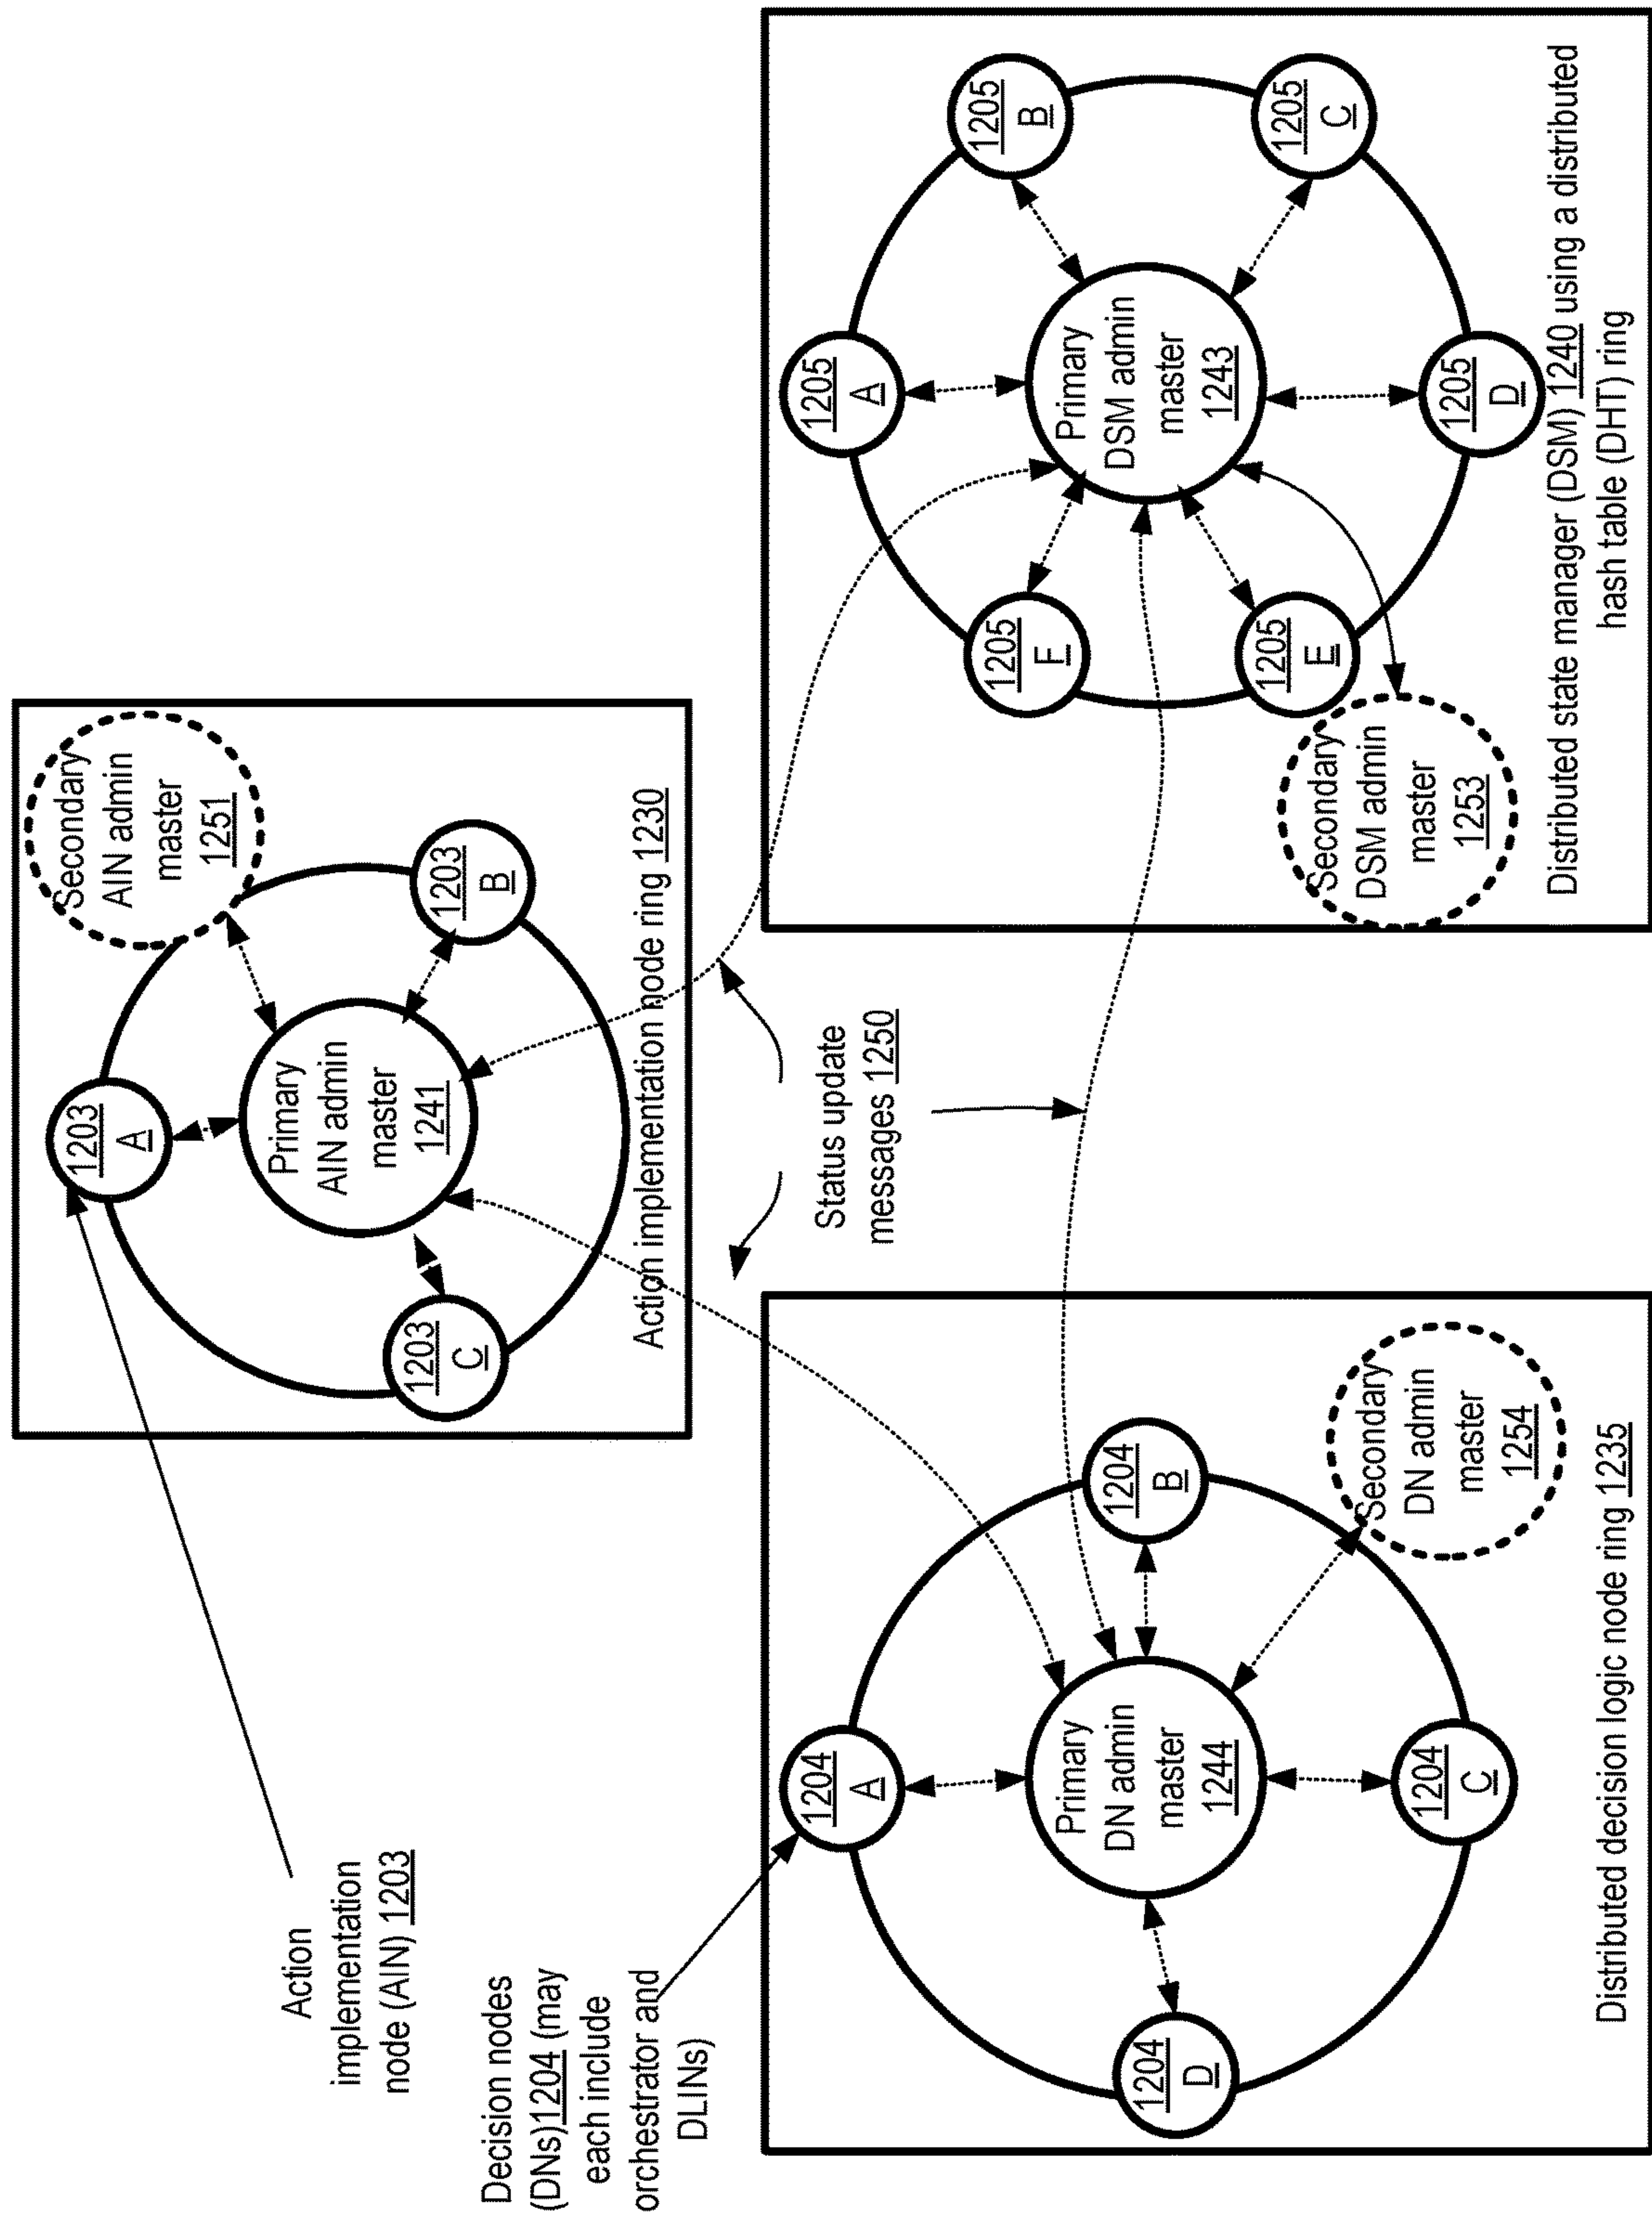 Action
implementation
node (AIN) 1203
Decision nodes
(DNs)1204 (may
each include
orchestrator and
DLINs)
1203
A
1203
B
1203
C
Primary
AIN admin
master
1241
Secondary
AIN admin
master
1251
Action implementation node ring 1230
Status update
messages 1250
1204
A
1204
B
1204
C
1204
D
Primary
DN admin
master
1244
Secondary
DN admin
master
1254
Distributed decision logic node ring 1235
1205
A
1205
B
1205
C
1205
D
1205
E
1205
F
Primary
DSM admin
master
1243
Secondary
DSM admin
master
1253
Distributed state manager (DSM) 1240 using a distributed
hash table (DHT) ring